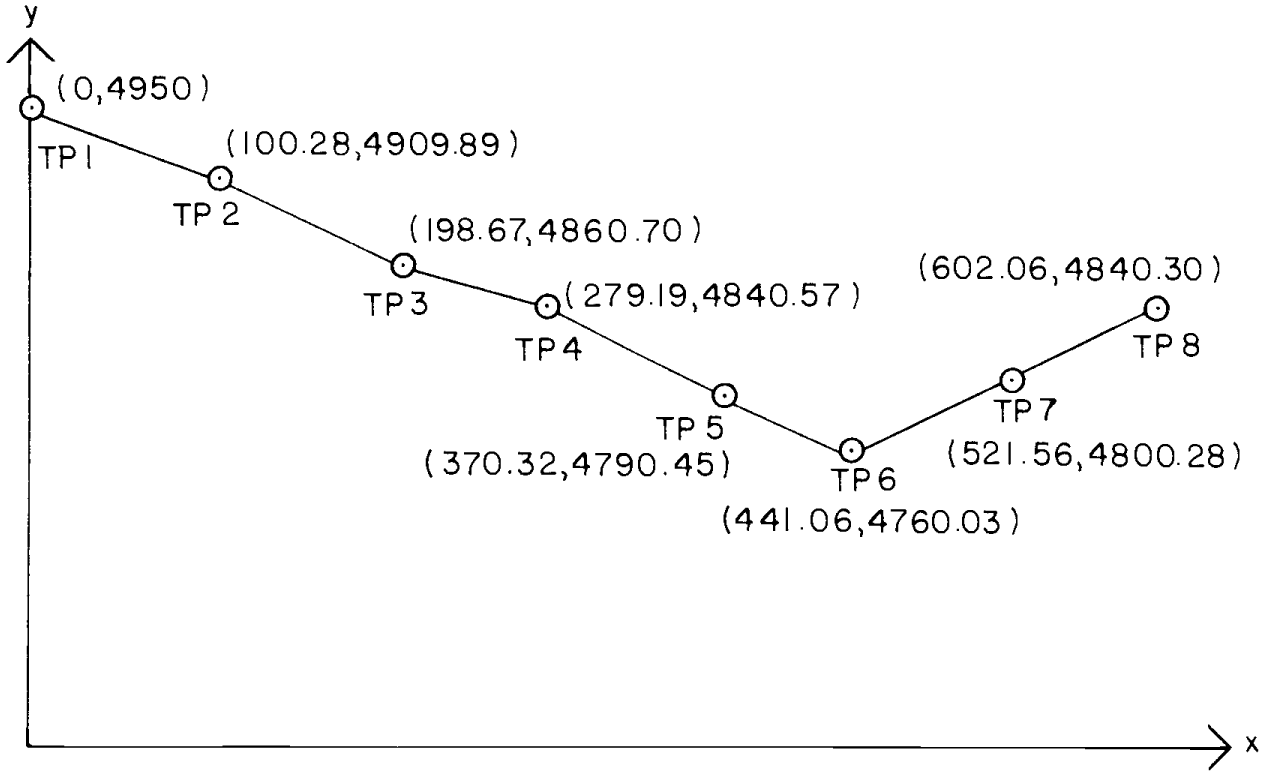 y
(0,4950)
TP1
(100.28,4909.89)
TP 2
(198.67,4860.70)
TP3
(279.19,4840.57)
TP4
(602.06,4840.30)
TP 8
TP 5
(370.32,4790.45)
TP7
(521.56,4800.28)
TP6
(441.06,4760.03)
x